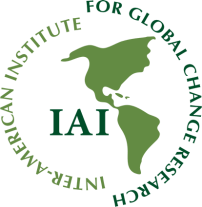 INTER-AMERICAN INSTITUTE
FOR GLOBAL CHANGE RESEARCH
IAI